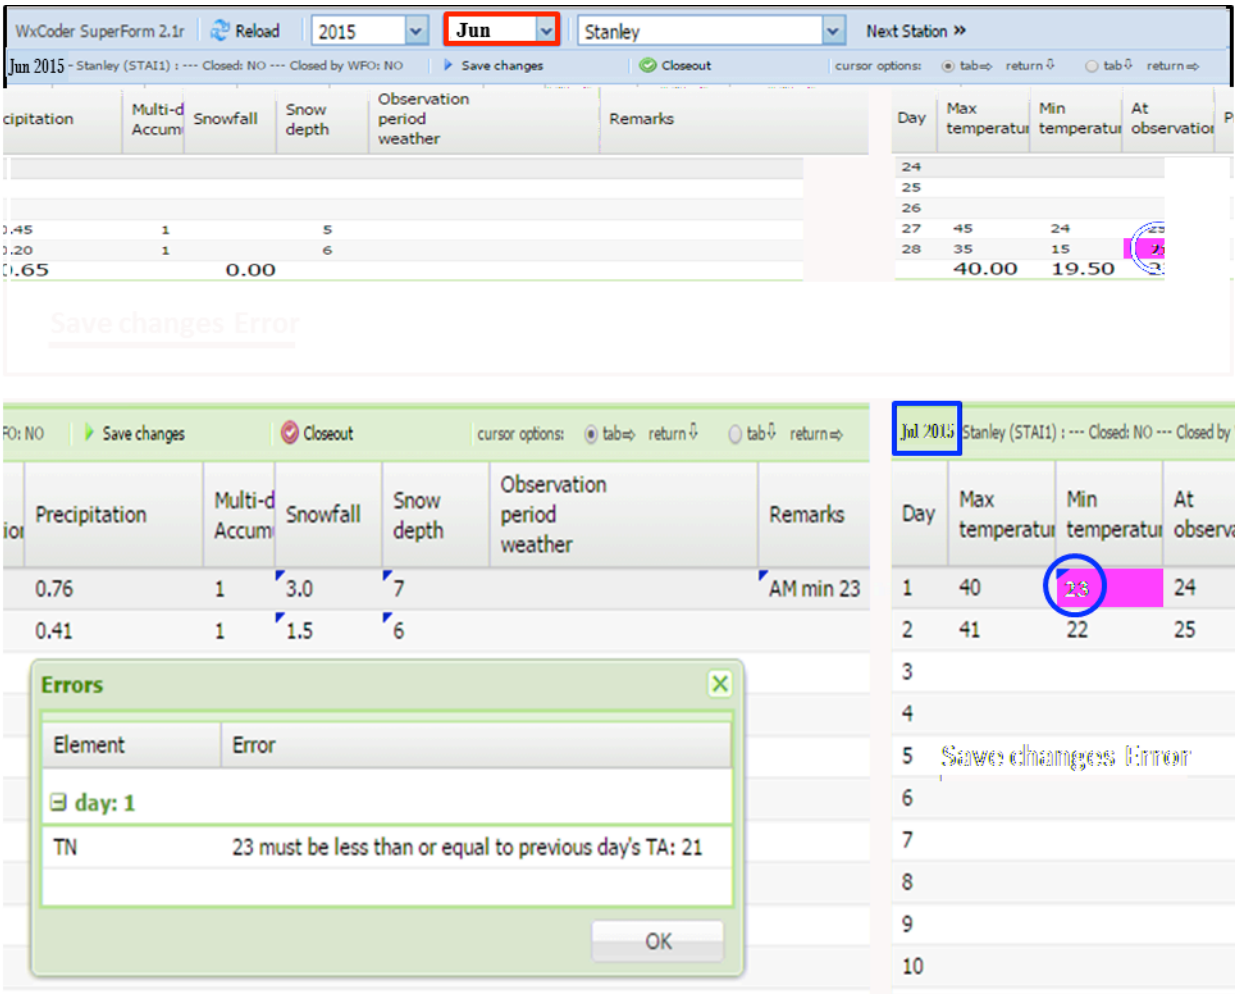 WxCoder SuperForm 2.1r Reload 2015 Jun Stanley Next Station »
Jun 2015 - Stanley (STAI1) : --- Closed: NO --- Closed by WFO: NO Save changes Closeout cursor options: tab⇨ return⇩ tab⇩ return⇨
cipitation Multi-d Accumu Snowfall Snow depth Observation period weather Remarks
0.45 1 5
0.20 1 6
0.65 0.00
Day Max temperatur Min temperatur At observation P
24
25
26
27 45 24
28 35 15
40.00 19.50
Save changes Error
FO: NO Save changes Closeout cursor options: tab⇨ return⇩ tab⇩ return⇨
ion Precipitation Multi-d Accumu Snowfall Snow depth Observation period weather Remarks
0.76 1 3.0 7 AM min 23
0.41 1 1.5 6
Errors
Element Error
day: 1
TN 23 must be less than or equal to previous day's TA: 21
OK
Jul 2015 Stanley (STAI1) : --- Closed: NO --- Closed by
Day Max temperatur Min temperatur At observa
1 40 23 24
2 41 22 25
3
4
5 Save changes Error
6
7
8
9
10